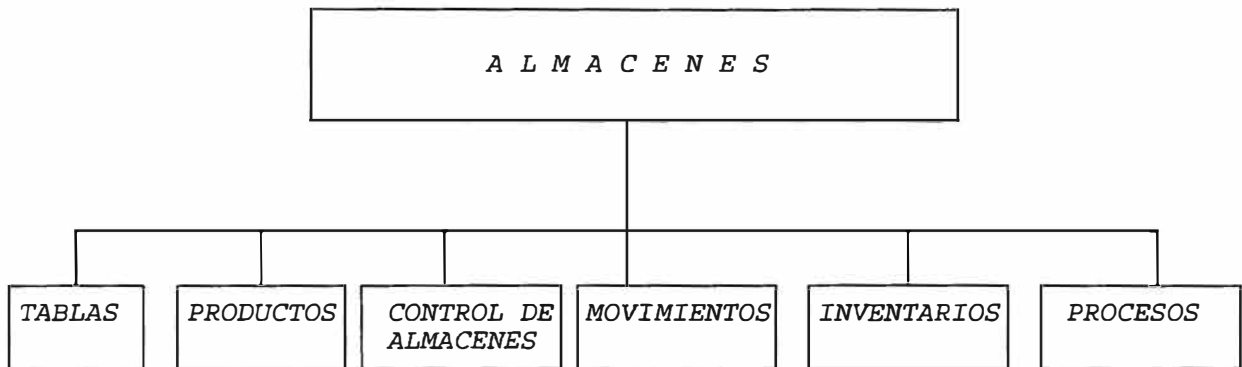 A L M A C E N E S
TABLAS
PRODUCTOS
CONTROL DE
ALMACENES
MOVIMIENTOS
INVENTARIOS
PROCESOS